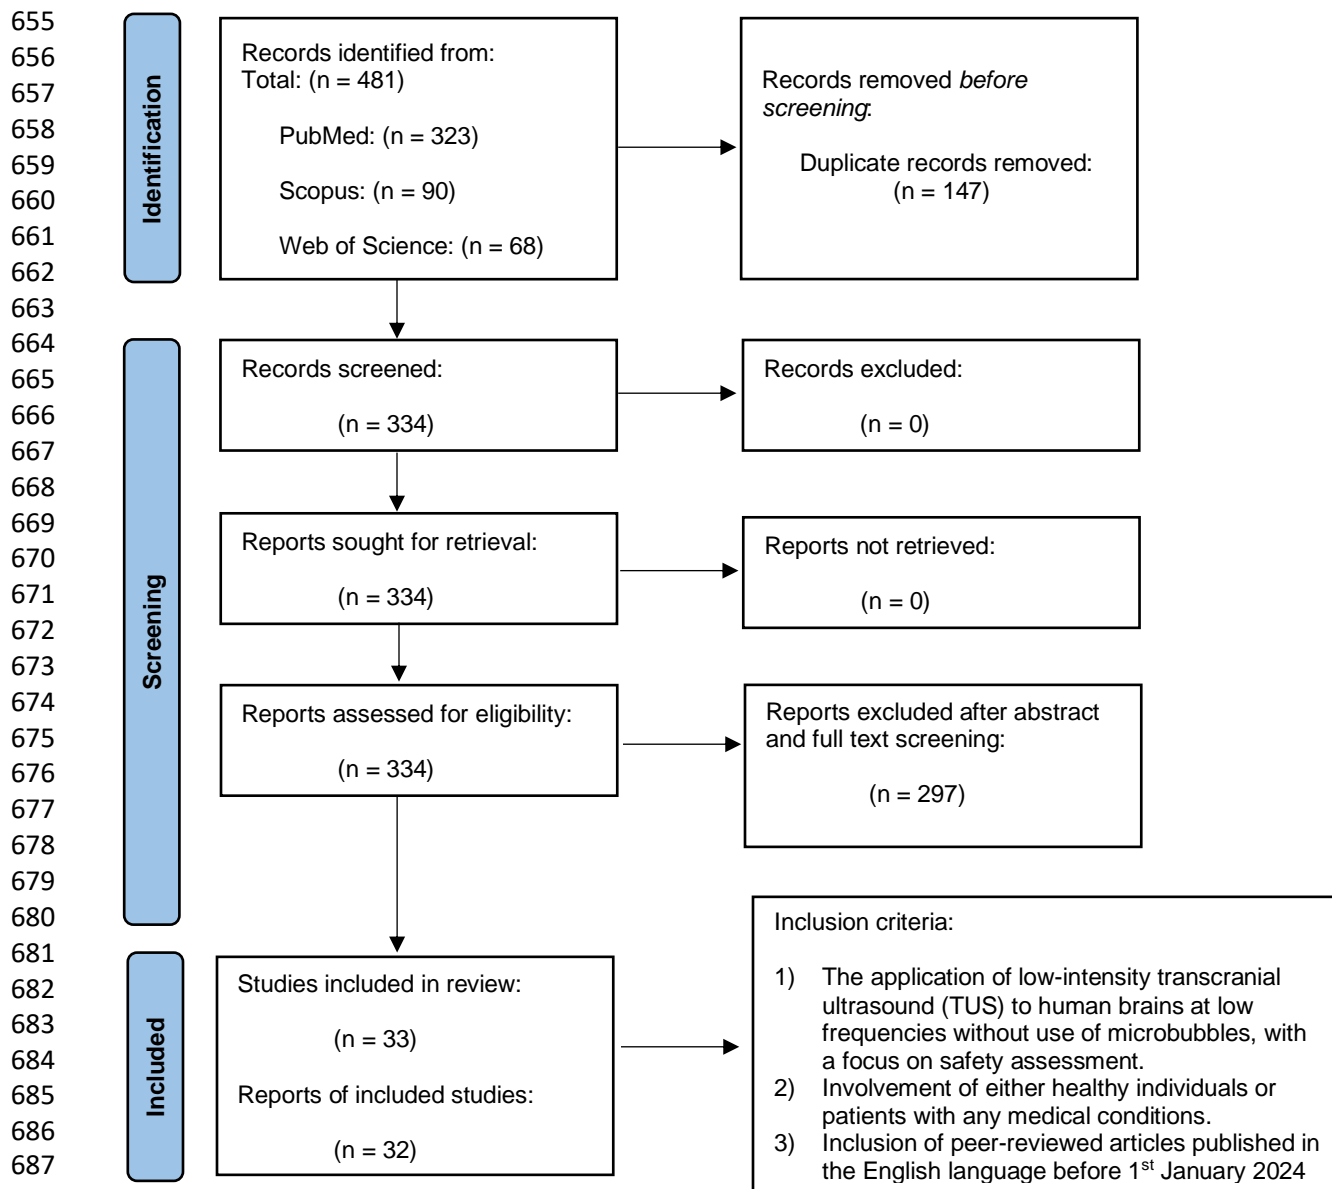 655
656
657
658
659
660
661
662
663
664
665
666
667
668
669
670
671
672
673
674
675
676
677
678
679
680
681
682
683
684
685
686
687
Identification
Records identified from:
Total: (n = 481)
PubMed: (n = 323)
Scopus: (n = 90)
Web of Science: (n = 68)
Records removed before
screening:
Duplicate records removed:
(n = 147)
Screening
Records screened:
(n = 334)
Records excluded:
(n = 0)
Reports sought for retrieval:
(n = 334)
Reports not retrieved:
(n = 0)
Reports assessed for eligibility:
(n = 334)
Reports excluded after abstract
and full text screening:
(n = 297)
Included
Studies included in review:
(n = 33)
Reports of included studies:
(n = 32)
Inclusion criteria:
1) The application of low-intensity transcranial
ultrasound (TUS) to human brains at low
frequencies without use of microbubbles, with
a focus on safety assessment.
2) Involvement of either healthy individuals or
patients with any medical conditions.
3) Inclusion of peer-reviewed articles published in
the English language before 1st January 2024